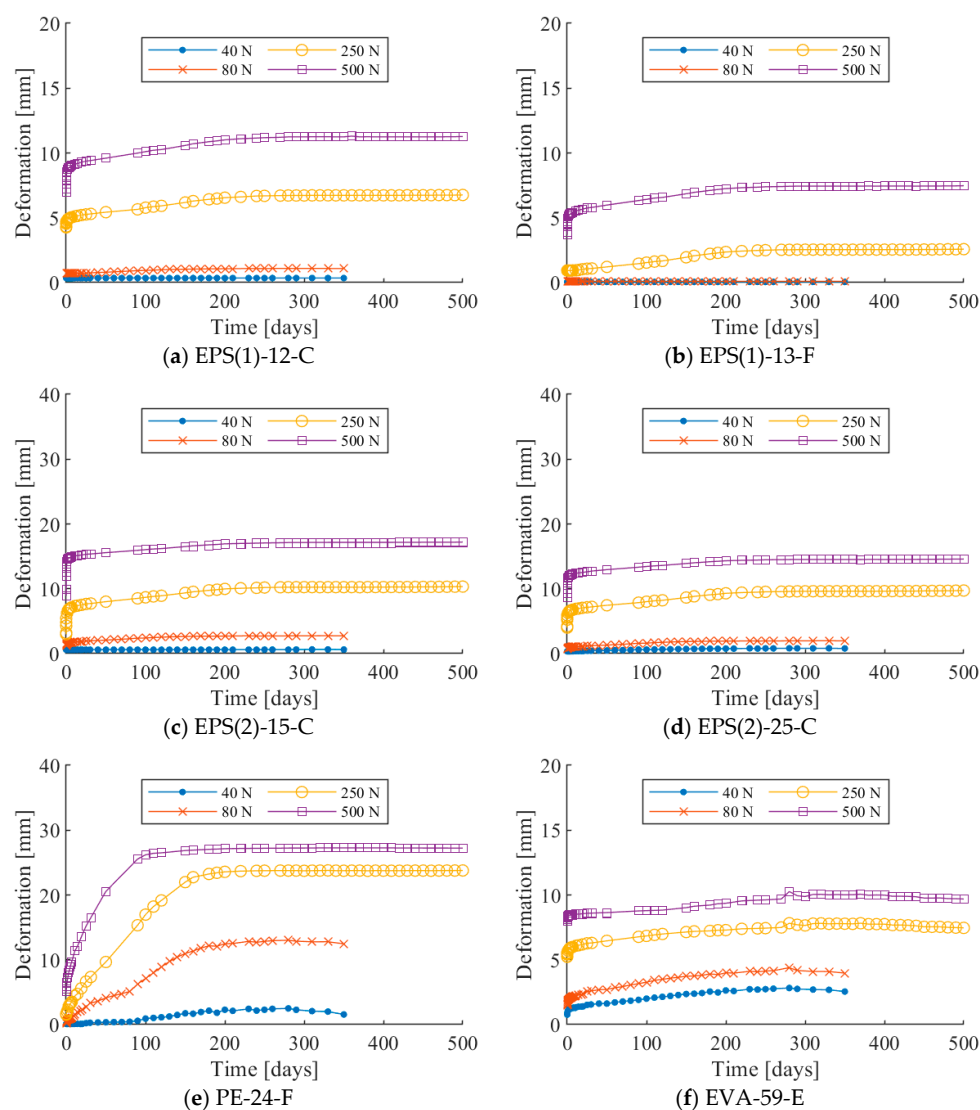 20
15
10
5
0
Deformation [mm]
40 N 250 N
80 N 500 N
0 100 200 300 400 500
Time [days]
(a) EPS(1)-12-C
20
15
10
5
0
Deformation [mm]
40 N 250 N
80 N 500 N
0 100 200 300 400 500
Time [days]
(b) EPS(1)-13-F
40
30
20
10
0
Deformation [mm]
40 N 250 N
80 N 500 N
0 100 200 300 400 500
Time [days]
(c) EPS(2)-15-C
40
30
20
10
0
Deformation [mm]
40 N 250 N
80 N 500 N
0 100 200 300 400 500
Time [days]
(d) EPS(2)-25-C
40
30
20
10
0
Deformation [mm]
40 N 250 N
80 N 500 N
0 100 200 300 400 500
Time [days]
(e) PE-24-F
20
15
10
5
0
Deformation [mm]
40 N 250 N
80 N 500 N
0 100 200 300 400 500
Time [days]
(f) EVA-59-E